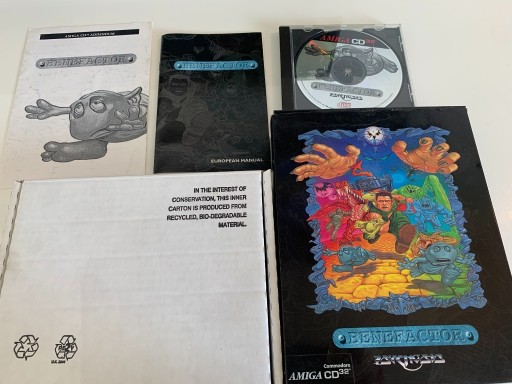 AMIGA CD³² ADDENDUM
BENEFACTOR
BENEFACTOR
EUROPEAN MANUAL
AMIGA CD³²
BENEFACTOR
PSYGNOSIS
IN THE INTEREST OF
CONSERVATION, THIS INNER
CARTON IS PRODUCED FROM
RECYCLED, BIO-DEGRADABLE
MATERIAL.
BENEFACTOR
PSYGNOSIS
Commodore
AMIGA CD³²